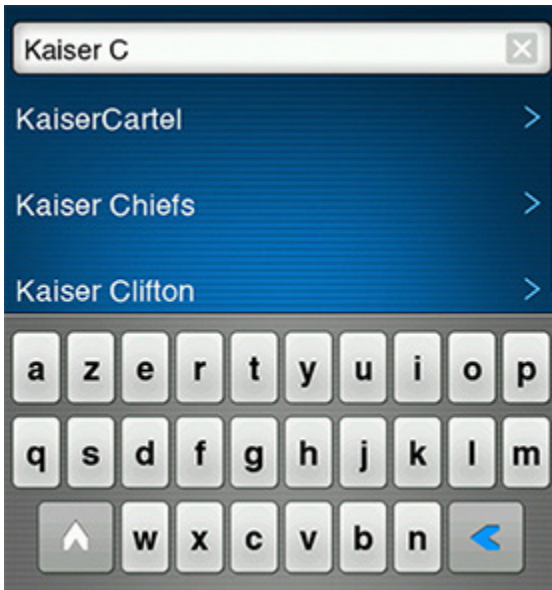 Kaiser C
KaiserCartel
Kaiser Chiefs
Kaiser Clifton
a z e r t y u i o p
q s d f g h j k l m
w x c v b n